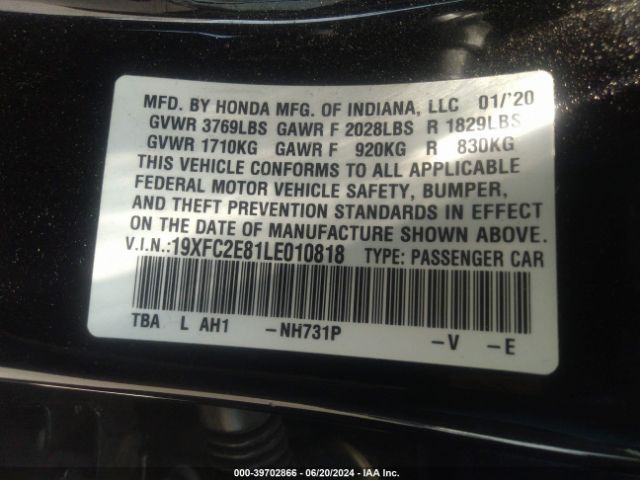 MFD. BY HONDA MFG. OF INDIANA, LLC 01/'20
GVWR 3769LBS GAWR F 2028LBS R 1829LBS
GVWR 1710KG GAWR F 920KG R 830KG
THIS VEHICLE CONFORMS TO ALL APPLICABLE
FEDERAL MOTOR VEHICLE SAFETY, BUMPER,
AND THEFT PREVENTION STANDARDS IN EFFECT
ON THE DATE OF MANUFACTURE SHOWN ABOVE.
V.I.N.:19XFC2E81LE010818 TYPE: PASSENGER CAR
TBA L AH1 -NH731P -V -E
000-39702866 - 06/20/2024 - IAA Inc.